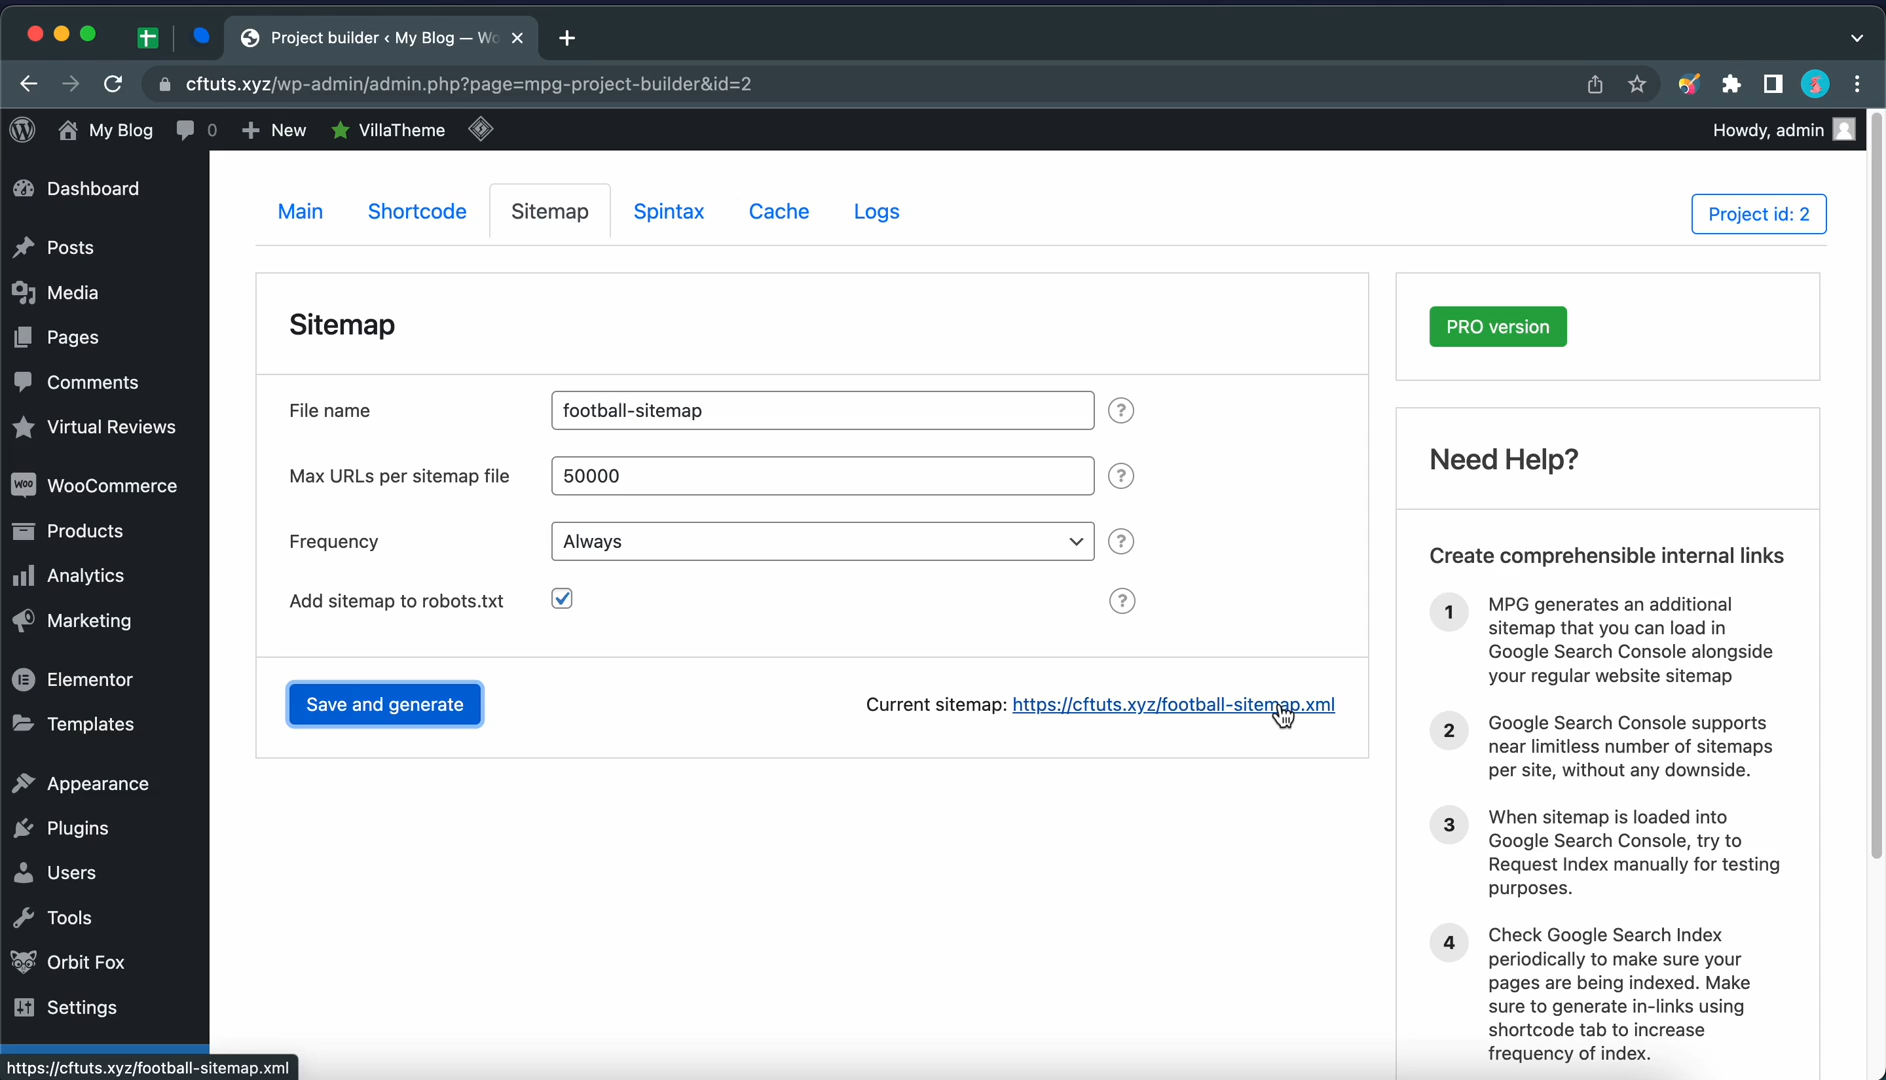 Project builder ‹ My Blog — Wo
cftuts.xyz/wp-admin/admin.php?page=mpg-project-builder&id=2
My Blog
0
New
VillaTheme
Howdy, admin
Dashboard
Posts
Media
Pages
Comments
Virtual Reviews
WooCommerce
Products
Analytics
Marketing
Elementor
Templates
Appearance
Plugins
Users
Tools
Orbit Fox
Settings
Main
Shortcode
Sitemap
Spintax
Cache
Logs
Project id: 2
Sitemap
File name
football-sitemap
?
Max URLs per sitemap file
50000
?
Frequency
Always
?
Add sitemap to robots.txt
?
Save and generate
Current sitemap: https://cftuts.xyz/football-sitemap.xml
PRO version
Need Help?
Create comprehensible internal links
1
MPG generates an additional
sitemap that you can load in
Google Search Console alongside
your regular website sitemap
2
Google Search Console supports
near limitless number of sitemaps
per site, without any downside.
3
When sitemap is loaded into
Google Search Console, try to
Request Index manually for testing
purposes.
4
Check Google Search Index
periodically to make sure your
pages are being indexed. Make
sure to generate in-links using
shortcode tab to increase
frequency of index.
https://cftuts.xyz/football-sitemap.xml